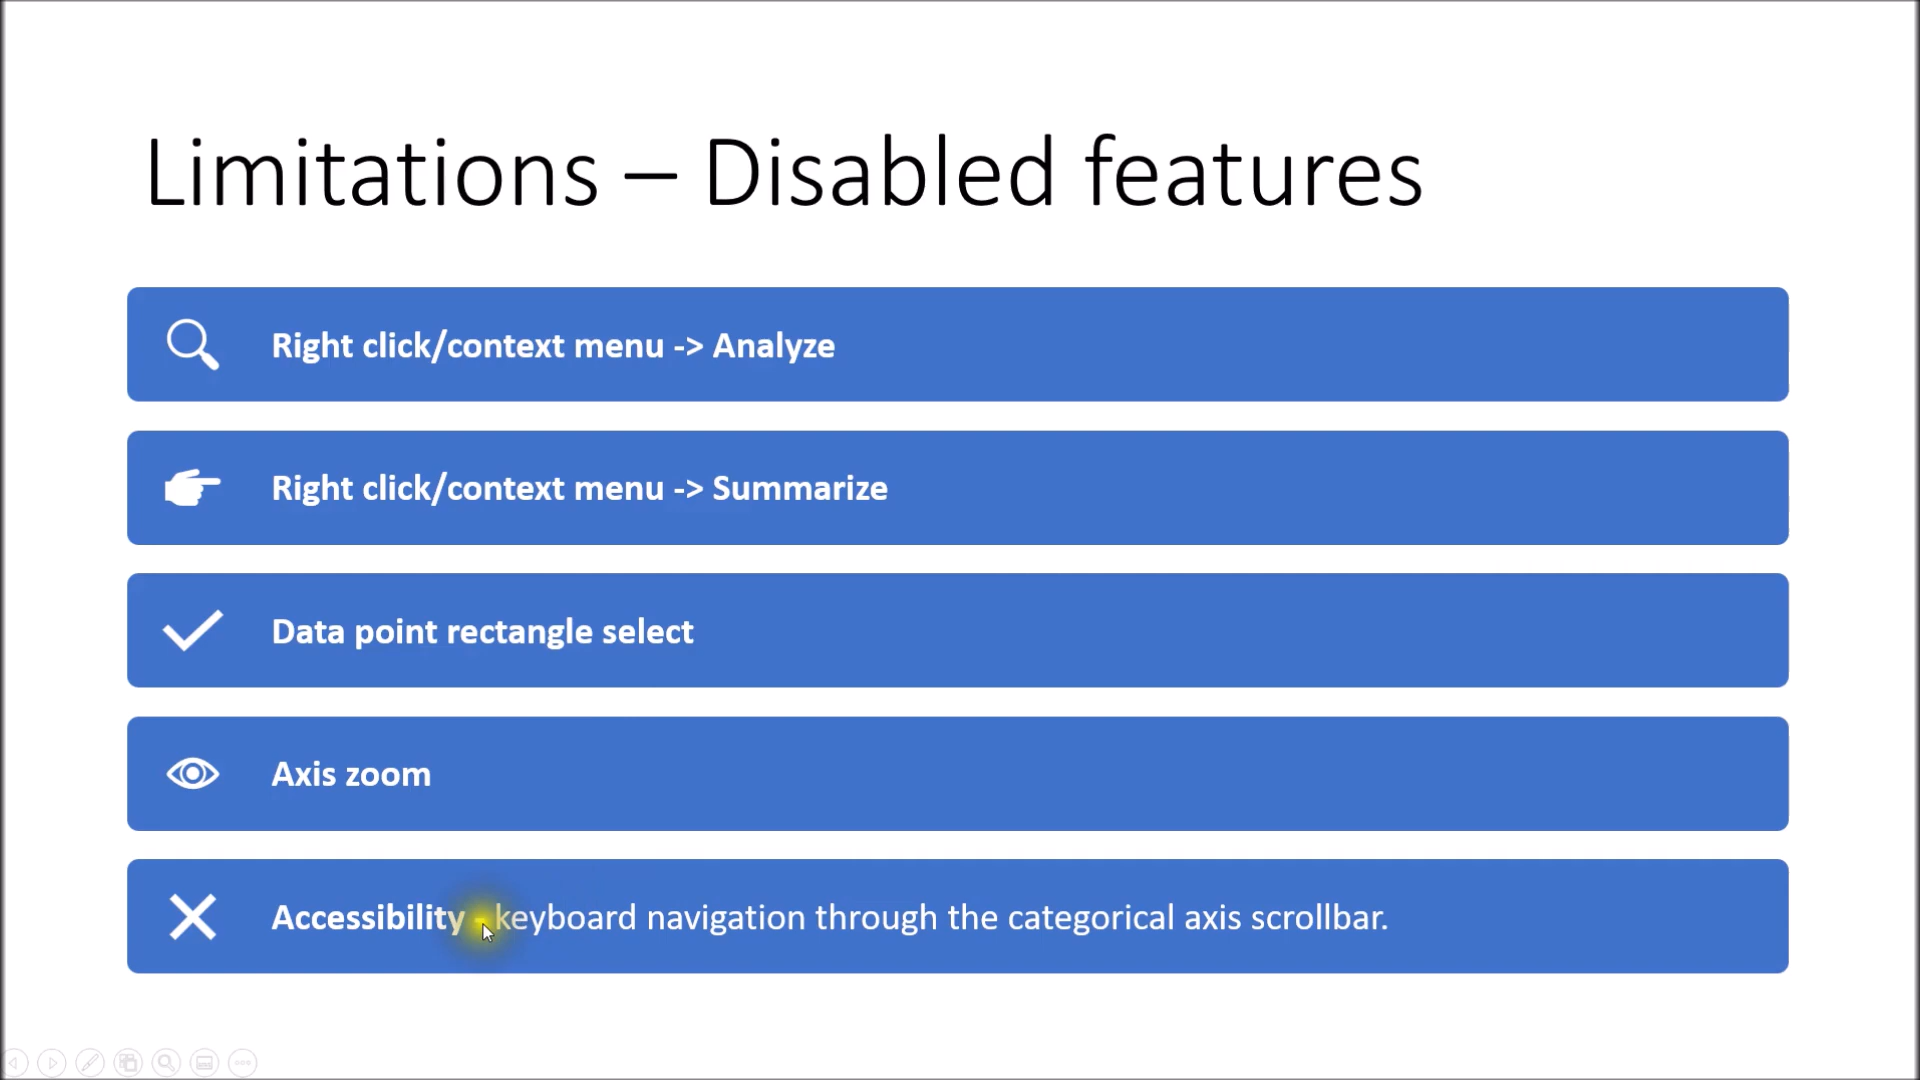 Limitations – Disabled features
Right click/context menu -> Analyze
Right click/context menu -> Summarize
Data point rectangle select
Axis zoom
Accessibility - keyboard navigation through the categorical axis scrollbar.